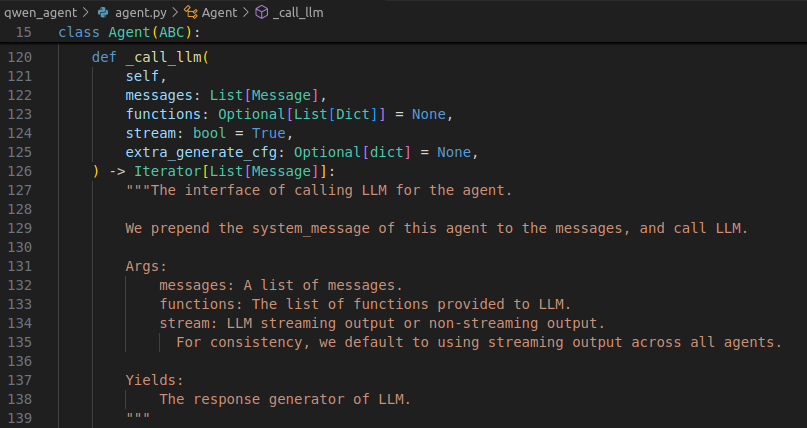 qwen_agent > agent.py > Agent > _call_llm
15 class Agent(ABC):
120     def _call_llm(
121         self,
122         messages: List[Message],
123         functions: Optional[List[Dict]] = None,
124         stream: bool = True,
125         extra_generate_cfg: Optional[dict] = None,
126     ) -> Iterator[List[Message]]:
127         """The interface of calling LLM for the agent.
128
129         We prepend the system_message of this agent to the messages, and call LLM.
130
131         Args:
132             messages: A list of messages.
133             functions: The list of functions provided to LLM.
134             stream: LLM streaming output or non-streaming output.
135               For consistency, we default to using streaming output across all agents.
136
137         Yields:
138             The response generator of LLM.
139         """